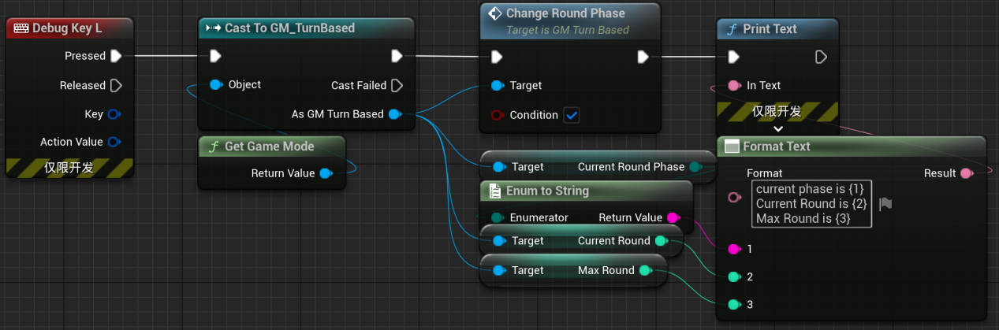 Debug Key L
Pressed
Released
Key
Action Value
仅限开发
Cast To GM_TurnBased
Object
Cast Failed
As GM Turn Based
Get Game Mode
Return Value
Change Round Phase
Target is GM Turn Based
Target
Condition
Target Current Round Phase
Enum to String
Enumerator Return Value
Target Current Round
Target Max Round
Print Text
In Text
仅限开发
Format Text
Format Result
current phase is {1}
Current Round is {2}
Max Round is {3}
1
2
3